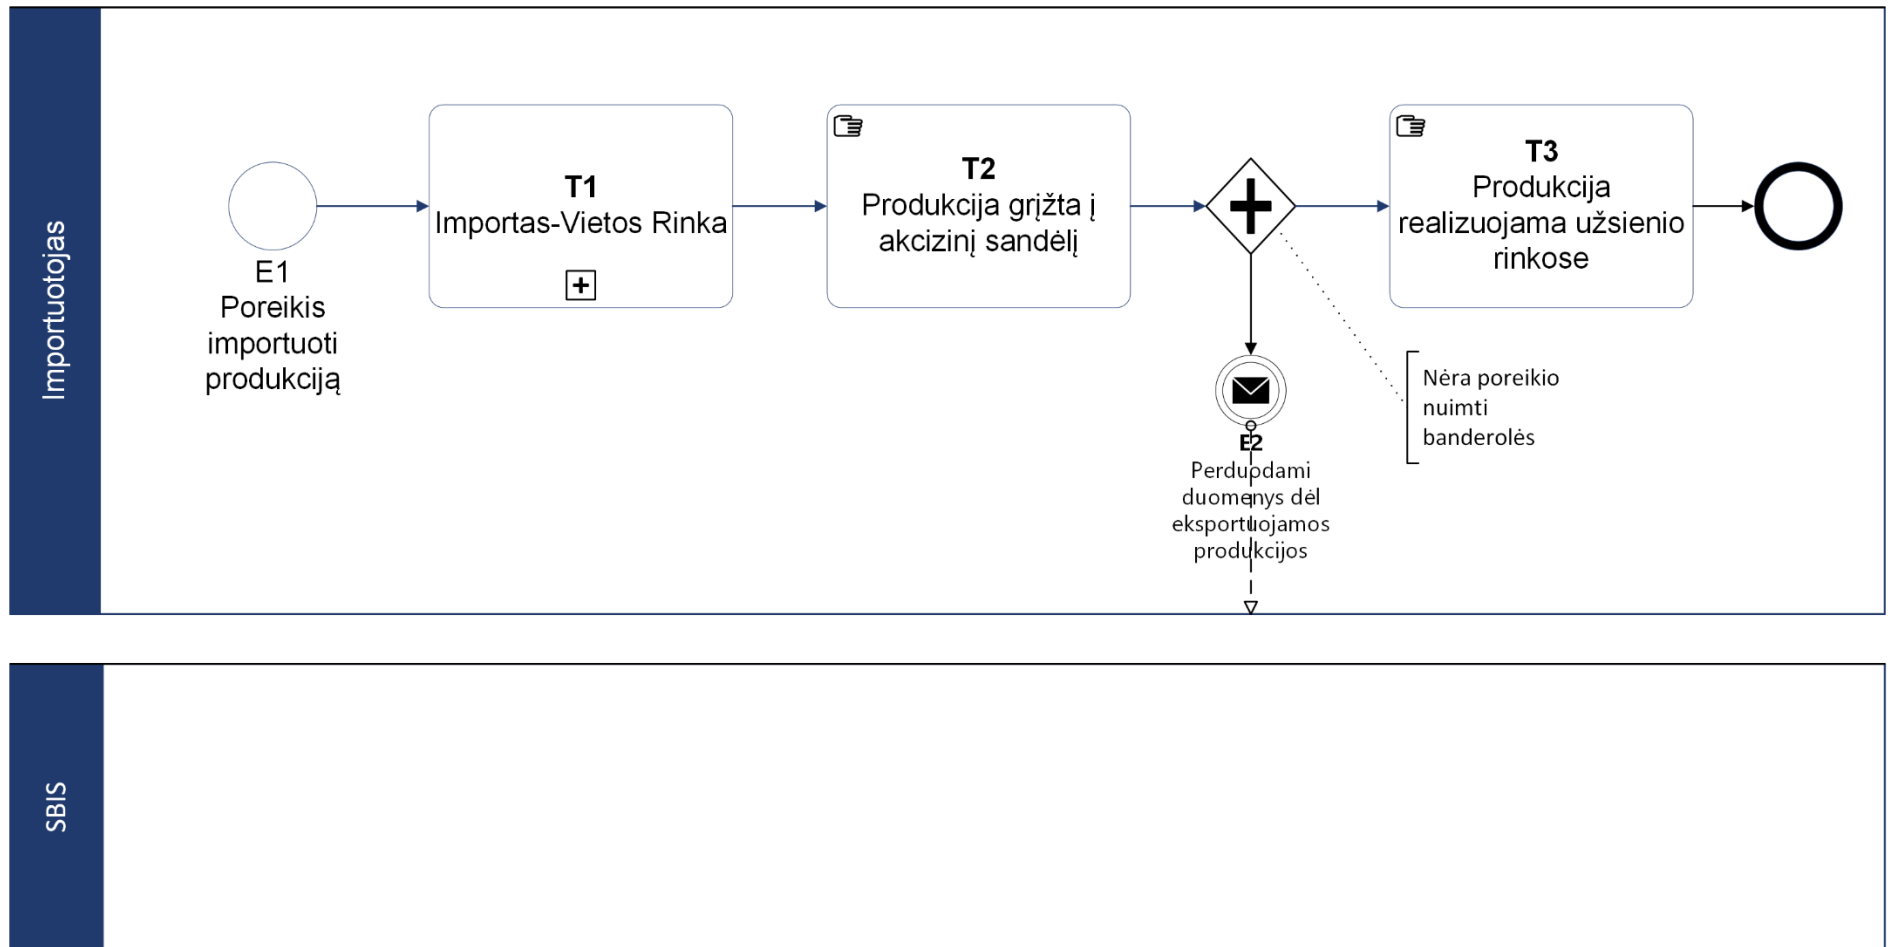 Importuotojas
E1
Poreikis
importuoti
produkciją
T1
Importas-Vietos Rinka
T2
Produkcija grįžta į
akcizinį sandėlį
T3
Produkcija
realizuojama užsienio
rinkose
Nėra poreikio
nuimti
banderolės
E2
Perduodami
duomenys dėl
eksportuojamos
produkcijos
SBIS